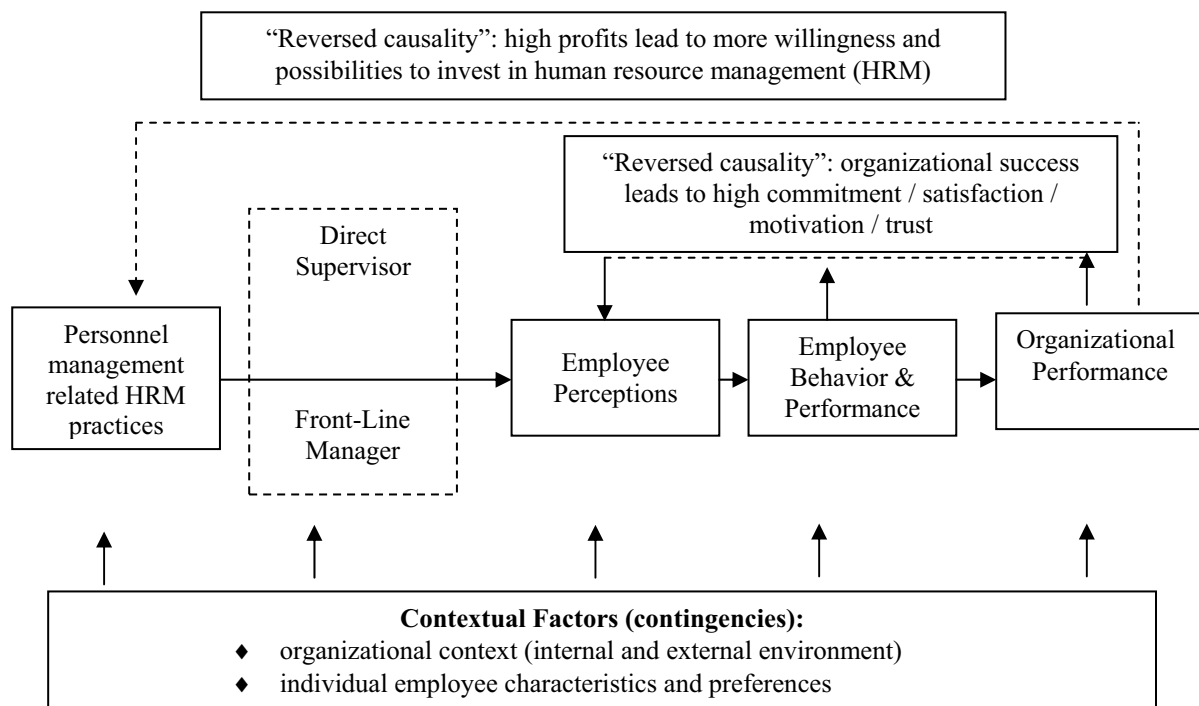 “Reversed causality”: high profits lead to more willingness and
possibilities to invest in human resource management (HRM)
“Reversed causality”: organizational success
leads to high commitment / satisfaction /
motivation / trust
Direct
Supervisor
Personnel
management
related HRM
practices
Front-Line
Manager
Employee
Perceptions
Employee
Behavior &
Performance
Organizational
Performance
Contextual Factors (contingencies):
♦ organizational context (internal and external environment)
♦ individual employee characteristics and preferences